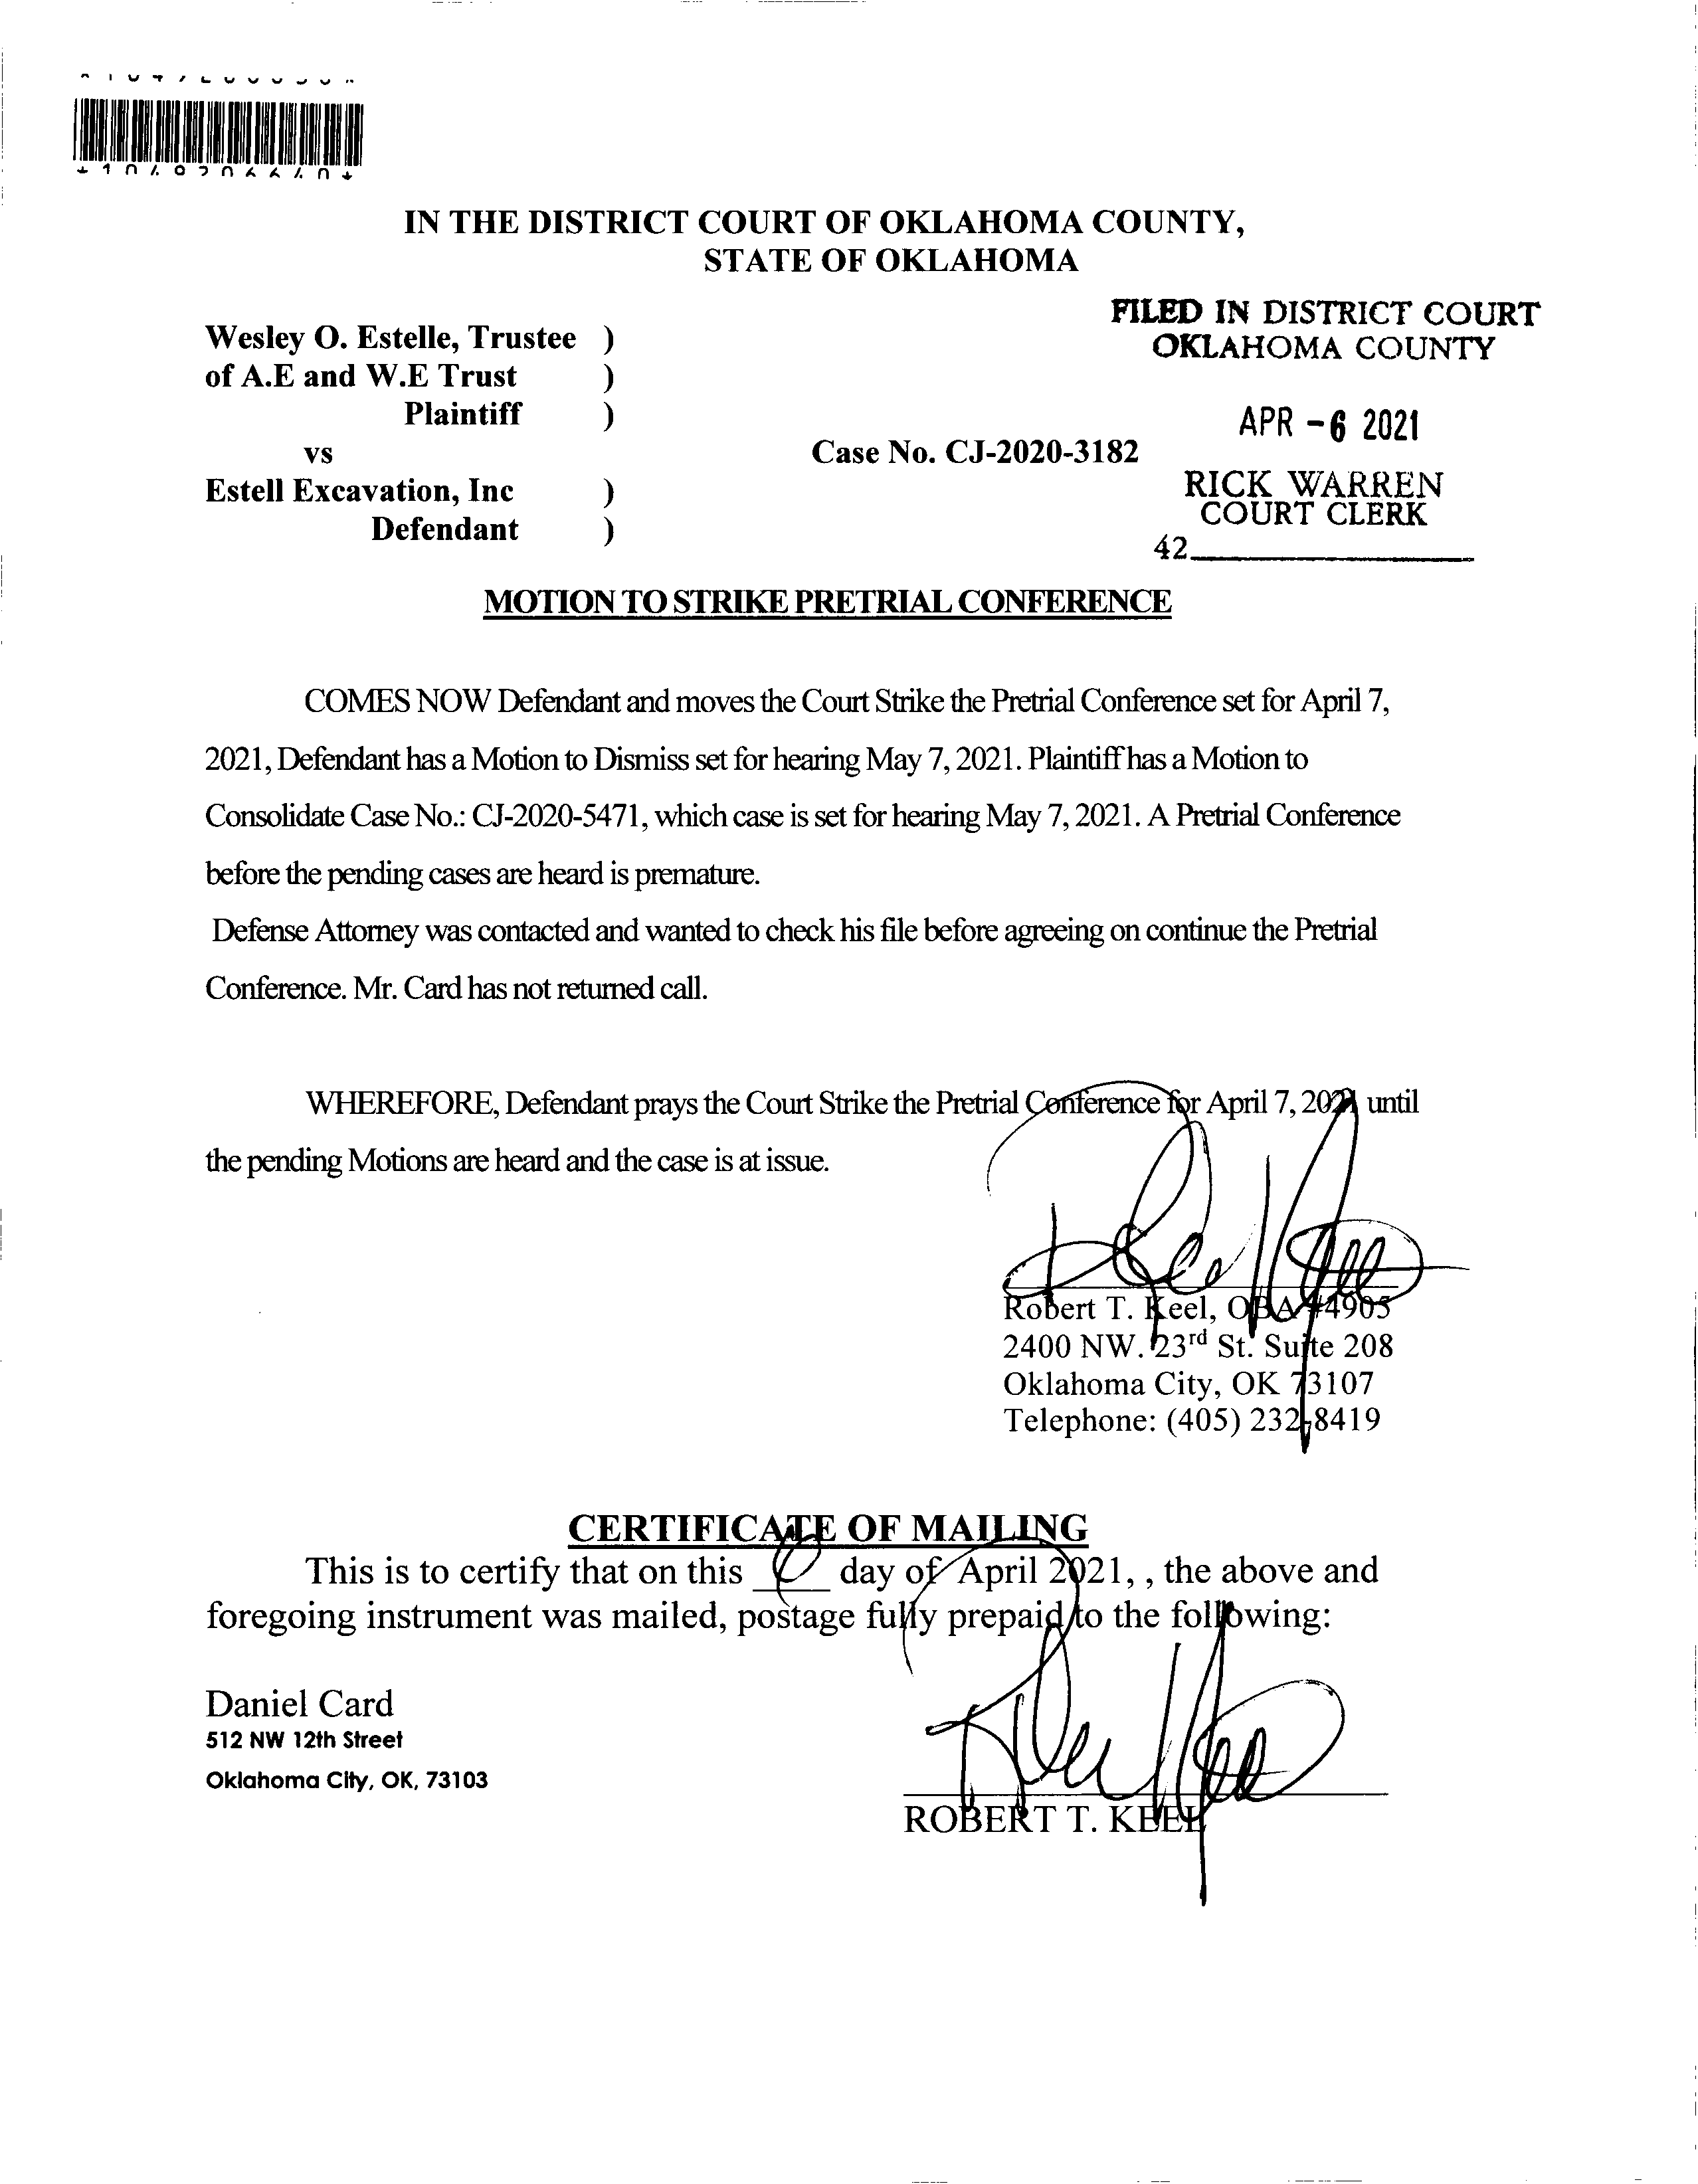 IN THE DISTRICT COURT OF OKLAHOMA COUNTY,
STATE OF OKLAHOMA
FILED IN DISTRICT COURT
OKLAHOMA COUNTY
Wesley O. Estelle, Trustee )
of A.E and W.E Trust )
Plaintiff )
APR -6 2021
vs
Case No. CJ-2020-3182
Estell Excavation, Inc )
RICK WARREN
COURT CLERK
Defendant )
42
MOTION TO STRIKE PRETRIAL CONFERENCE
COMES NOW Defendant and moves the Court Strike the Pretrial Conference set for April 7,
2021, Defendant has a Motion to Dismiss set for hearing May 7, 2021. Plaintiff has a Motion to
Consolidate Case No.: CJ-2020-5471, which case is set for hearing May 7, 2021. A Pretrial Conference
before the pending cases are heard is premature.
Defense Attorney was contacted and wanted to check his file before agreeing on continue the Pretrial
Conference. Mr. Card has not returned call.
WHEREFORE, Defendant prays the Court Strike the Pretrial Conference for April 7, 2021 until
the pending Motions are heard and the case is at issue.
Robert T. Keel, OBA #4905
2400 NW. 23rd St. Suite 208
Oklahoma City, OK 73107
Telephone: (405) 232-8419
CERTIFICATE OF MAILING
This is to certify that on this day of April 2021, , the above and
foregoing instrument was mailed, postage fully prepaid to the following:
Daniel Card
512 NW 12th Street
Oklahoma City, OK, 73103
ROBERT T. KEEL